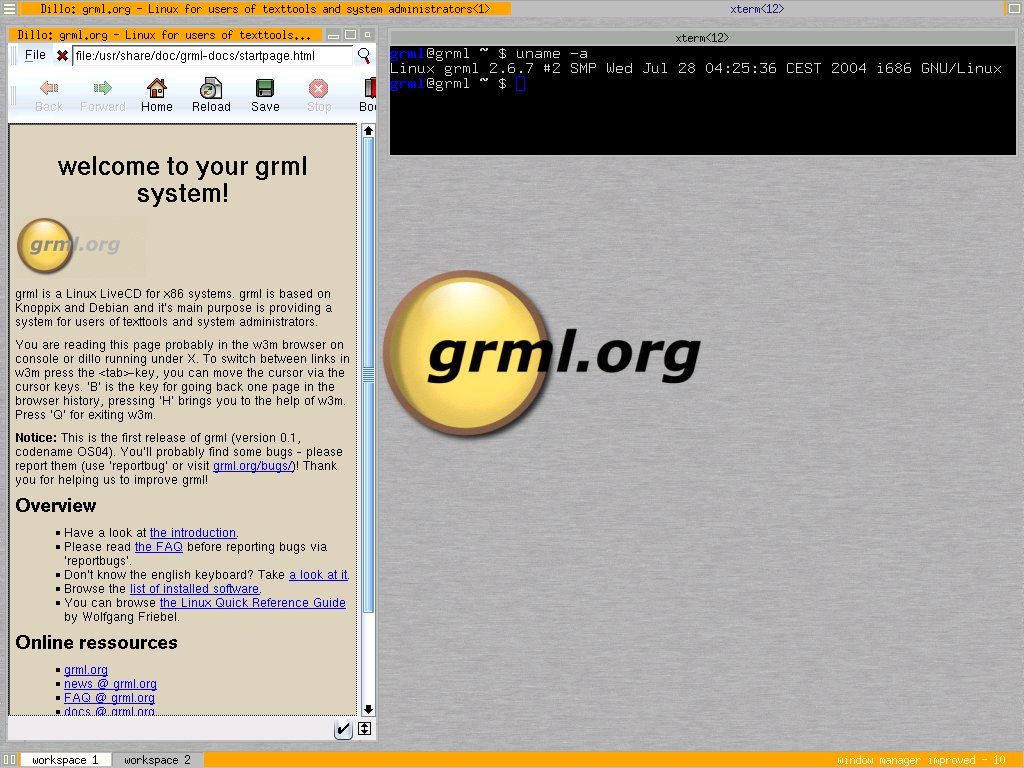 Dillo: grml.org - Linux for users of texttools and system administrators<1>
xterm<12>
Dillo: grml.org - Linux for users of texttools...
File
file:/usr/share/doc/grml-docs/startpage.html
Back Forward Home Reload Save Stop Boo
welcome to your grml
system!
grml.org
grml is a Linux LiveCD for x86 systems. grml is based on
Knoppix and Debian and it's main purpose is providing a
system for users of texttools and system administrators.
You are reading this page probably in the w3m browser on
console or dillo running under X. To switch between links in
w3m press the <tab>-key, you can move the cursor via the
cursor keys. 'B' is the key for going back one page in the
browser history, pressing 'H' brings you to the help of w3m.
Press 'Q' for exiting w3m.
Notice: This is the first release of grml (version 0.1,
codename OS04). You'll probably find some bugs - please
report them (use 'reportbug' or visit grml.org/bugs/)! Thank
you for helping us to improve grml!
Overview
Have a look at the introduction.
Please read the FAQ before reporting bugs via
'reportbugs'.
Don't know the english keyboard? Take a look at it.
Browse the list of installed software.
You can browse the Linux Quick Reference Guide
by Wolfgang Friebel.
Online ressources
grml.org
news @ grml.org
FAQ @ grml.org
docs @ grml.org
xterm<12>
grml@grml ~ $ uname -a
Linux grml 2.6.7 #2 SMP Wed Jul 28 04:25:36 CEST 2004 i686 GNU/Linux
grml@grml ~ $
grml.org
workspace 1
workspace 2
window manager improved - 10